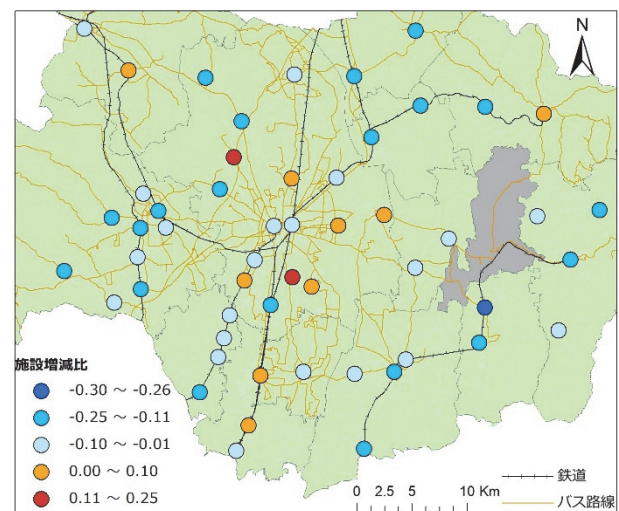 N
施設増減比
-0.30 ～ -0.26
-0.25 ～ -0.11
-0.10 ～ -0.01
0.00 ～ 0.10
0.11 ～ 0.25
鉄道
バス路線
0 2.5 5 10 Km